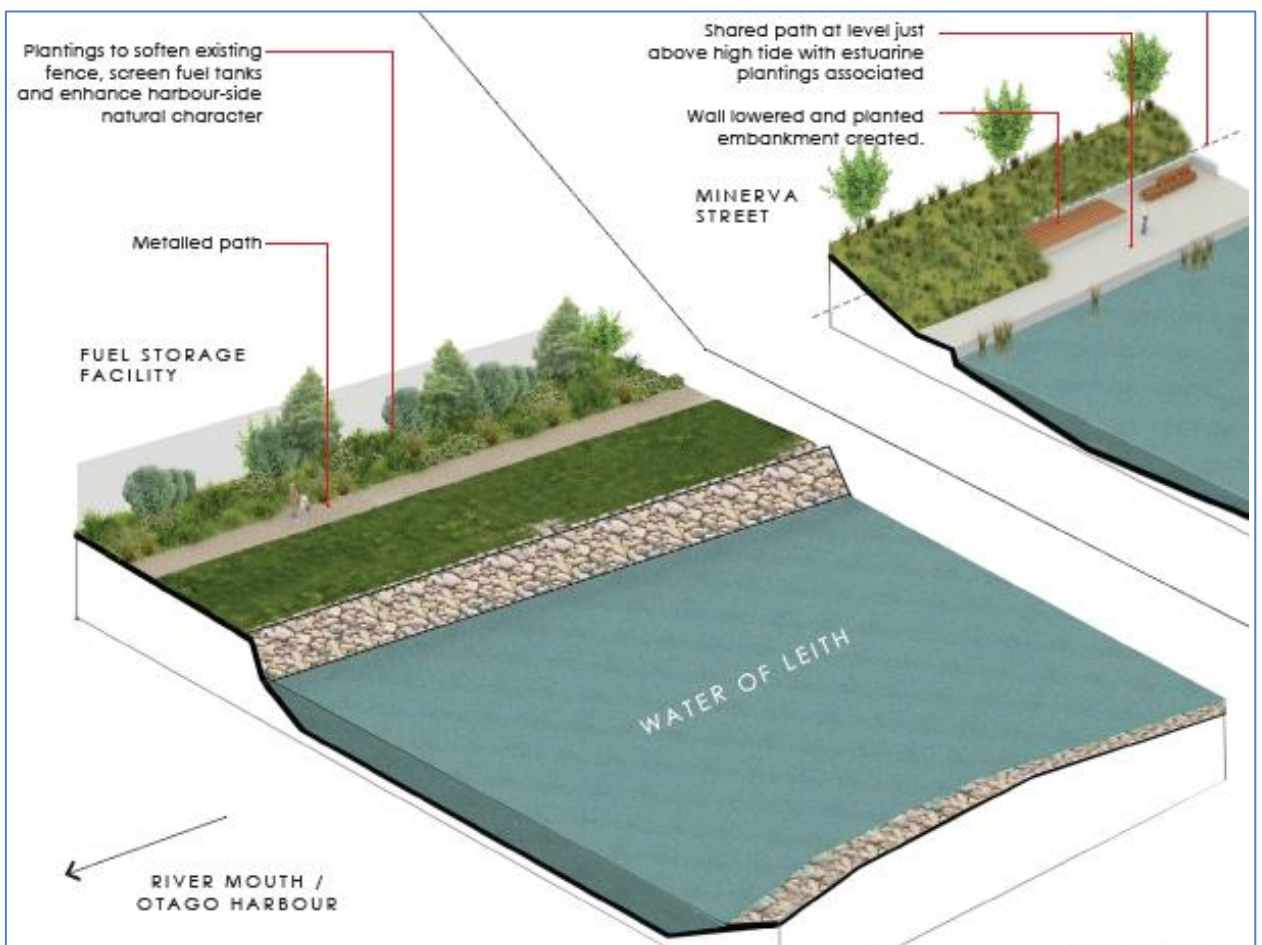 Plantings to soften existing
fence, screen fuel tanks
and enhance harbour-side
natural character
Metalled path
FUEL STORAGE
FACILITY
Shared path at level just
above high tide with estuarine
plantings associated
Wall lowered and planted
embankment created.
MINERVA
STREET
WATER OF LEITH
RIVER MOUTH /
OTAGO HARBOUR